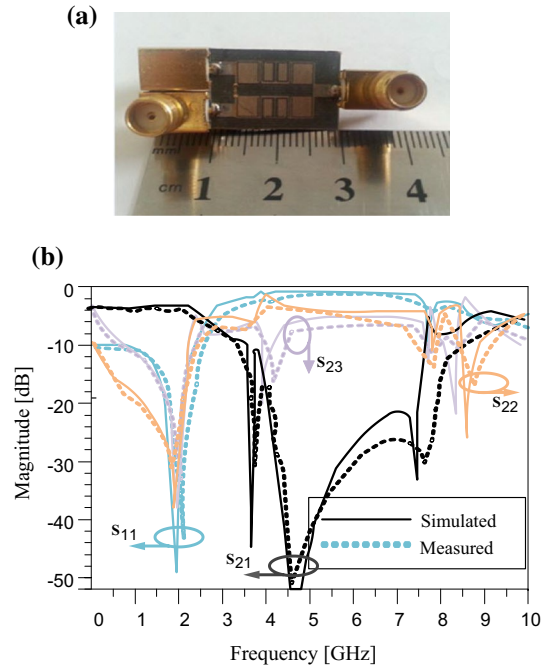 (a)
mm
cm 1 2 3 4
(b)
Magnitude [dB]
0
-10
-20
-30
-40
-50
s23
s22
s11
s21
Simulated
Measured
0 1 2 3 4 5 6 7 8 9 10
Frequency [GHz]